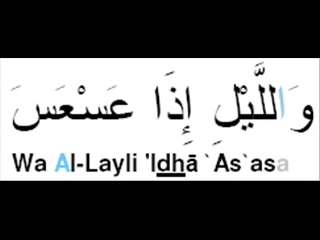 وَاللَّيْلِ إِذَا عَسْعَسَ
Wa Al-Layli 'Idhā `As`asa